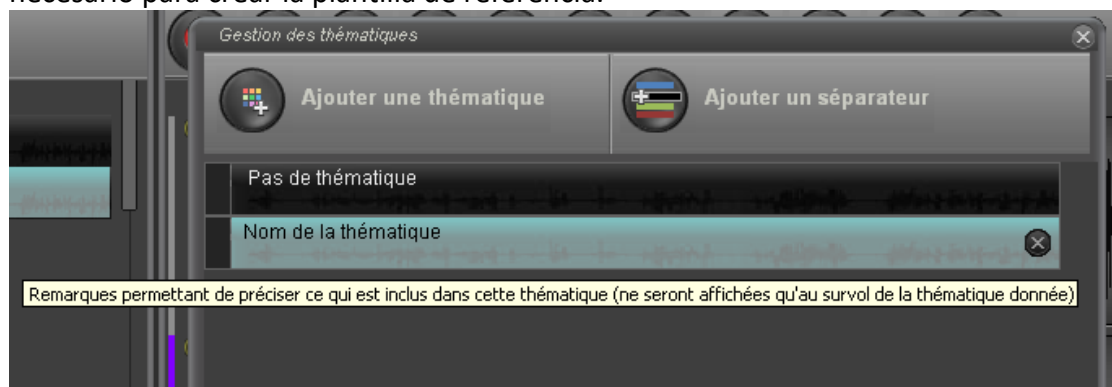 necesario para crear la plantilla de referencia.
Gestion des thématiques
Ajouter une thématique
Ajouter un séparateur
Pas de thématique
Nom de la thématique
Remarques permettant de préciser ce qui est inclus dans cette thématique (ne seront affichées qu'au survol de la thématique donnée)